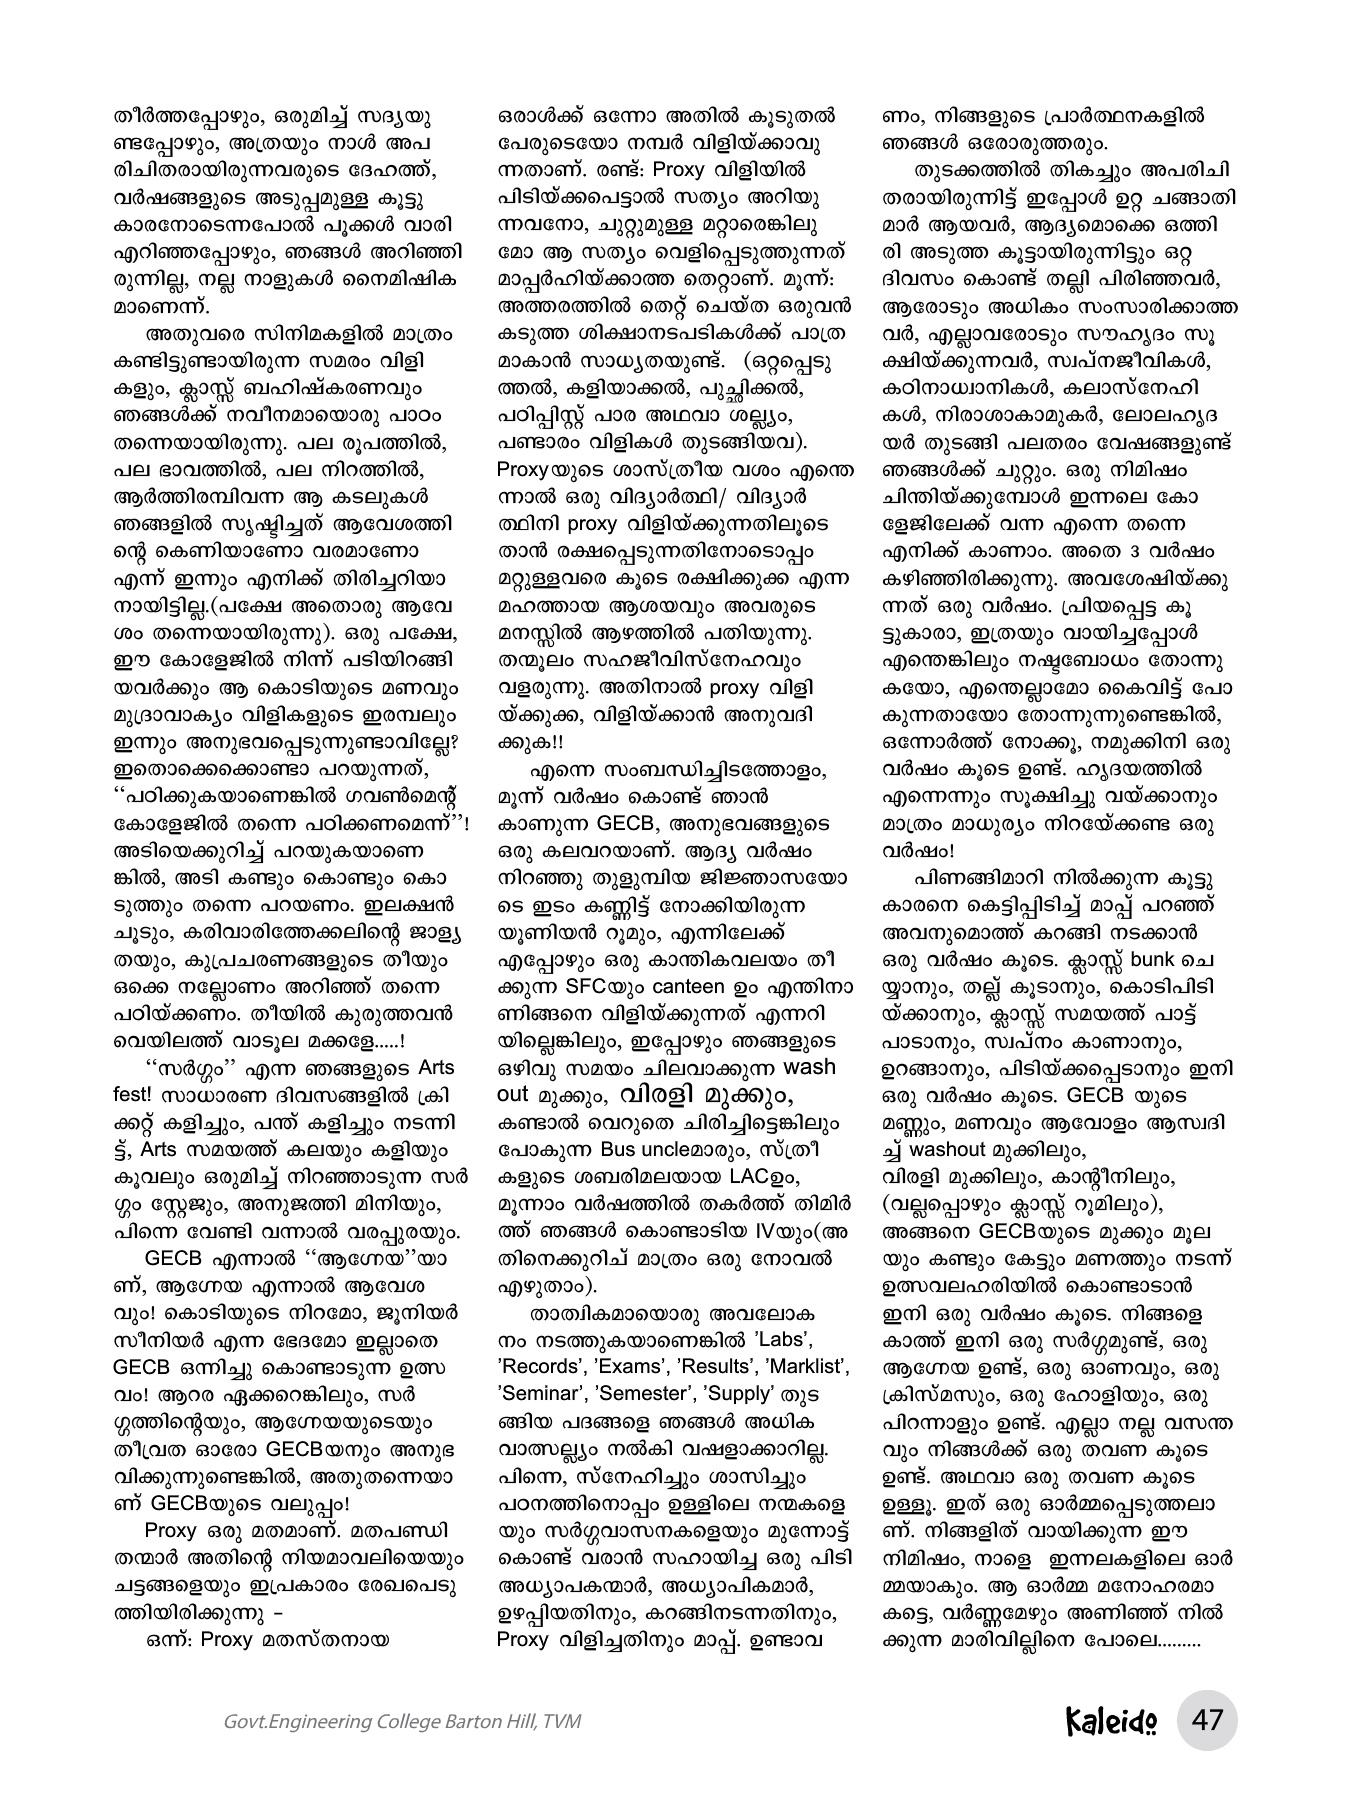 തീർത്തപ്പോഴും, ഒരുമിച്ച് സദ്യയു
ണ്ടപ്പോഴും, അത്രയും നാൾ അപ
രിചിതരായിരുന്നവരുടെ ദേഹത്ത്,
വർഷങ്ങളുടെ അടുപ്പമുള്ള കൂട്ടു
കാരനോടെന്നപോൽ പൂക്കൾ വാരി
എറിഞ്ഞപ്പോഴും, ഞങ്ങൾ അറിഞ്ഞി
രുന്നില്ല, നല്ല നാളുകൾ നൈമിഷിക
മാണെന്ന്.
അതുവരെ സിനിമകളിൽ മാത്രം
കണ്ടിട്ടുണ്ടായിരുന്ന സമരം വിളി
കളും, ക്ലാസ്സ് ബഹിഷ്കരണവും
ഞങ്ങൾക്ക് നവീനമായൊരു പാഠം
തന്നെയായിരുന്നു. പല രൂപത്തിൽ,
പല ഭാവത്തിൽ, പല നിറത്തിൽ,
ആർത്തിരമ്പിവന്ന ആ കടലുകൾ
ഞങ്ങളിൽ സൃഷ്ടിച്ചത് ആവേശത്തി
ന്റെ കെണിയാണോ വരമാണോ
എന്ന് ഇന്നും എനിക്ക് തിരിച്ചറിയാ
നായിട്ടില്ല.(പക്ഷേ അതൊരു ആവേ
ശം തന്നെയായിരുന്നു). ഒരു പക്ഷേ,
ഈ കോളേജിൽ നിന്ന് പടിയിറങ്ങി
യവർക്കും ആ കൊടിയുടെ മണവും
മുദ്രാവാക്യം വിളികളുടെ ഇരമ്പലും
ഇന്നും അനുഭവപ്പെടുന്നുണ്ടാവില്ലേ?
ഇതൊക്കെക്കൊണ്ടാ പറയുന്നത്,
“പഠിക്കുകയാണെങ്കിൽ ഗവൺമെന്റ്
കോളേജിൽ തന്നെ പഠിക്കണമെന്ന്”!
അടിയെക്കുറിച്ച് പറയുകയാണെ
ങ്കിൽ, അടി കണ്ടും കൊണ്ടും കൊ
ടുത്തും തന്നെ പറയണം. ഇലക്ഷൻ
ചൂടും, കരിവാരിത്തേക്കലിന്റെ ജാള്യ
തയും, കുപ്രചരണങ്ങളുടെ തീയും
ഒക്കെ നല്ലോണം അറിഞ്ഞ് തന്നെ
പഠിയ്ക്കണം. തീയിൽ കുരുത്തവൻ
വെയിലത്ത് വാടൂല മക്കളേ.....!
“സർഗ്ഗം” എന്ന ഞങ്ങളുടെ Arts
fest! സാധാരണ ദിവസങ്ങളിൽ ക്രി
ക്കറ്റ് കളിച്ചും, പന്ത് കളിച്ചും നടന്നി
ട്ട്, Arts സമയത്ത് കലയും കളിയും
കൂവലും ഒരുമിച്ച് നിറഞ്ഞാടുന്ന സർ
ഗ്ഗം സ്റ്റേജും, അനുജത്തി മിനിയും,
പിന്നെ വേണ്ടി വന്നാൽ വരപ്പുരയും.
GECB എന്നാൽ “ആഗ്നേയ”യാ
ണ്, ആഗ്നേയ എന്നാൽ ആവേശ
വും! കൊടിയുടെ നിറമോ, ജൂനിയർ
സീനിയർ എന്ന ഭേദമോ ഇല്ലാതെ
GECB ഒന്നിച്ചു കൊണ്ടാടുന്ന ഉത്സ
വം! ആറര ഏക്കറെങ്കിലും, സർ
ഗ്ഗത്തിന്റെയും, ആഗ്നേയയുടെയും
തീവ്രത ഓരോ GECBയനും അനുഭ
വിക്കുന്നുണ്ടെങ്കിൽ, അതുതന്നെയാ
ണ് GECBയുടെ വലുപ്പം!
Proxy ഒരു മതമാണ്. മതപണ്ഡി
തന്മാർ അതിന്റെ നിയമാവലിയെയും
ചട്ടങ്ങളെയും ഇപ്രകാരം രേഖപെടു
ത്തിയിരിക്കുന്നു –
ഒന്ന്: Proxy മതസ്തനായ
ഒരാൾക്ക് ഒന്നോ അതിൽ കൂടുതൽ
പേരുടെയോ നമ്പർ വിളിയ്ക്കാവു
ന്നതാണ്. രണ്ട്: Proxy വിളിയിൽ
പിടിയ്ക്കപെട്ടാൽ സത്യം അറിയു
ന്നവനോ, ചുറ്റുമുള്ള മറ്റാരെങ്കിലു
മോ ആ സത്യം വെളിപ്പെടുത്തുന്നത്
മാപ്പർഹിയ്ക്കാത്ത തെറ്റാണ്. മൂന്ന്:
അത്തരത്തിൽ തെറ്റ് ചെയ്ത ഒരുവൻ
കടുത്ത ശിക്ഷാനടപടികൾക്ക് പാത്ര
മാകാൻ സാധ്യതയുണ്ട്. (ഒറ്റപ്പെടു
ത്തൽ, കളിയാക്കൽ, പുച്ഛിക്കൽ,
പഠിപ്പിസ്റ്റ് പാര അഥവാ ശല്ല്യം,
പണ്ടാരം വിളികൾ തുടങ്ങിയവ).
Proxyയുടെ ശാസ്ത്രീയ വശം എന്തെ
ന്നാൽ ഒരു വിദ്യാർത്ഥി/ വിദ്യാർ
ത്ഥിനി proxy വിളിയ്ക്കുന്നതിലൂടെ
താൻ രക്ഷപ്പെടുന്നതിനോടൊപ്പം
മറ്റുള്ളവരെ കൂടെ രക്ഷിക്കുക്ക എന്ന
മഹത്തായ ആശയവും അവരുടെ
മനസ്സിൽ ആഴത്തിൽ പതിയുന്നു.
തന്മൂലം സഹജീവിസ്നേഹവും
വളരുന്നു. അതിനാൽ proxy വിളി
യ്ക്കുക്ക, വിളിയ്ക്കാൻ അനുവദി
ക്കുക!!
എന്നെ സംബന്ധിച്ചിടത്തോളം,
മൂന്ന് വർഷം കൊണ്ട് ഞാൻ
കാണുന്ന GECB, അനുഭവങ്ങളുടെ
ഒരു കലവറയാണ്. ആദ്യ വർഷം
നിറഞ്ഞു തുളുമ്പിയ ജിജ്ഞാസയോ
ടെ ഇടം കണ്ണിട്ട് നോക്കിയിരുന്ന
യൂണിയൻ റൂമും, എന്നിലേക്ക്
എപ്പോഴും ഒരു കാന്തികവലയം തീ
ക്കുന്ന SFCയും canteen ഉം എന്തിനാ
ണിങ്ങനെ വിളിയ്ക്കുന്നത് എന്നറി
യില്ലെങ്കിലും, ഇപ്പോഴും ഞങ്ങളുടെ
ഒഴിവു സമയം ചിലവാക്കുന്ന wash
out മുക്കും, വിരളി മുക്കും,
കണ്ടാൽ വെറുതെ ചിരിച്ചിട്ടെങ്കിലും
പോകുന്ന Bus uncleമാരും, സ്ത്രീ
കളുടെ ശബരിമലയായ LACഉം,
മൂന്നാം വർഷത്തിൽ തകർത്ത് തിമിർ
ത്ത് ഞങ്ങൾ കൊണ്ടാടിയ IVയും(അ
തിനെക്കുറിച് മാത്രം ഒരു നോവൽ
എഴുതാം).
താത്വികമായൊരു അവലോക
നം നടത്തുകയാണെങ്കിൽ ’Labs’,
’Records’, ’Exams’, ’Results’, ’Marklist’,
’Seminar’, ’Semester’, ’Supply’ തുട
ങ്ങിയ പദങ്ങളെ ഞങ്ങൾ അധിക
വാത്സല്ല്യം നൽകി വഷളാക്കാറില്ല.
പിന്നെ, സ്നേഹിച്ചും ശാസിച്ചും
പഠനത്തിനൊപ്പം ഉള്ളിലെ നന്മകളെ
യും സർഗ്ഗവാസനകളെയും മുന്നോട്ട്
കൊണ്ട് വരാൻ സഹായിച്ച ഒരു പിടി
അധ്യാപകന്മാർ, അധ്യാപികമാർ,
ഉഴപ്പിയതിനും, കറങ്ങിനടന്നതിനും,
Proxy വിളിച്ചതിനും മാപ്പ്. ഉണ്ടാവ
ണം, നിങ്ങളുടെ പ്രാർത്ഥനകളിൽ
ഞങ്ങൾ ഒരോരുത്തരും.
തുടക്കത്തിൽ തികച്ചും അപരിചി
തരായിരുന്നിട്ട് ഇപ്പോൾ ഉറ്റ ചങ്ങാതി
മാർ ആയവർ, ആദ്യമൊക്കെ ഒത്തി
രി അടുത്ത കൂട്ടായിരുന്നിട്ടും ഒറ്റ
ദിവസം കൊണ്ട് തല്ലി പിരിഞ്ഞവർ,
ആരോടും അധികം സംസാരിക്കാത്ത
വർ, എല്ലാവരോടും സൗഹൃദം സൂ
ക്ഷിയ്ക്കുന്നവർ, സ്വപ്നജീവികൾ,
കഠിനാധ്വാനികൾ, കലാസ്നേഹി
കൾ, നിരാശാകാമുകർ, ലോലഹൃദ
യർ തുടങ്ങി പലതരം വേഷങ്ങളുണ്ട്
ഞങ്ങൾക്ക് ചുറ്റും. ഒരു നിമിഷം
ചിന്തിയ്ക്കുമ്പോൾ ഇന്നലെ കോ
ളേജിലേക്ക് വന്ന എന്നെ തന്നെ
എനിക്ക് കാണാം. അതെ 3 വർഷം
കഴിഞ്ഞിരിക്കുന്നു. അവശേഷിയ്ക്കു
ന്നത് ഒരു വർഷം. പ്രിയപ്പെട്ട കൂ
ട്ടുകാരാ, ഇത്രയും വായിച്ചപ്പോൾ
എന്തെങ്കിലും നഷ്ടബോധം തോന്നു
കയോ, എന്തെല്ലാമോ കൈവിട്ട് പോ
കുന്നതായോ തോന്നുന്നുണ്ടെങ്കിൽ,
ഒന്നോർത്ത് നോക്കൂ, നമുക്കിനി ഒരു
വർഷം കൂടെ ഉണ്ട്. ഹൃദയത്തിൽ
എന്നെന്നും സൂക്ഷിച്ചു വയ്ക്കാനും
മാത്രം മാധുര്യം നിറയ്ക്കേണ്ട ഒരു
വർഷം!
പിണങ്ങിമാറി നിൽക്കുന്ന കൂട്ടു
കാരനെ കെട്ടിപ്പിടിച്ച് മാപ്പ് പറഞ്ഞ്
അവനുമൊത്ത് കറങ്ങി നടക്കാൻ
ഒരു വർഷം കൂടെ. ക്ലാസ്സ് bunk ചെ
യ്യാനും, തല്ല് കൂടാനും, കൊടിപിടി
യ്ക്കാനും, ക്ലാസ്സ് സമയത്ത് പാട്ട്
പാടാനും, സ്വപ്നം കാണാനും,
ഉറങ്ങാനും, പിടിയ്ക്കപ്പെടാനും ഇനി
ഒരു വർഷം കൂടെ. GECB യുടെ
മണ്ണും, മണവും ആവോളം ആസ്വദി
ച്ച് washout മുക്കിലും,
വിരളി മുക്കിലും, കാന്റീനിലും,
(വല്ലപ്പൊഴും ക്ലാസ്സ് റൂമിലും),
അങ്ങനെ GECBയുടെ മുക്കും മൂല
യും കണ്ടും കേട്ടും മണത്തും നടന്ന്
ഉത്സവലഹരിയിൽ കൊണ്ടാടാൻ
ഇനി ഒരു വർഷം കൂടെ. നിങ്ങളെ
കാത്ത് ഇനി ഒരു സർഗ്ഗമുണ്ട്, ഒരു
ആഗ്നേയ ഉണ്ട്, ഒരു ഓണവും, ഒരു
ക്രിസ്മസും, ഒരു ഹോളിയും, ഒരു
പിറന്നാളും ഉണ്ട്. എല്ലാ നല്ല വസന്ത
വും നിങ്ങൾക്ക് ഒരു തവണ കൂടെ
ഉണ്ട്. അഥവാ ഒരു തവണ കൂടെ
ഉള്ളൂ. ഇത് ഒരു ഓർമ്മപ്പെടുത്തലാ
ണ്. നിങ്ങളിത് വായിക്കുന്ന ഈ
നിമിഷം, നാളെ ഇന്നലകളിലെ ഓർ
മ്മയാകും. ആ ഓർമ്മ മനോഹരമാ
കട്ടെ, വർണ്ണമേഴും അണിഞ്ഞ് നിൽ
ക്കുന്ന മാരിവില്ലിനെ പോലെ.........
Govt.Engineering College Barton Hill, TVM
Kaleido 47